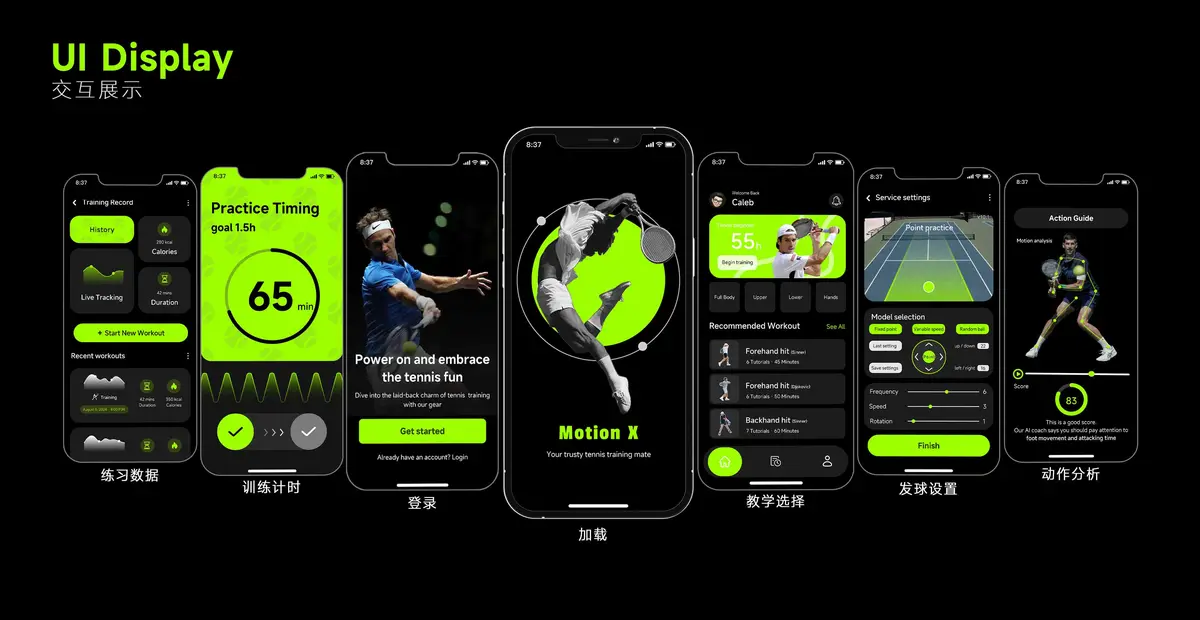 UI Display
交互展示
8:37
Training Record
History
350 kcal
Calories
Live Tracking
42 mins
Duration
+ Start New Workout
Recent workouts
Training
42 mins
Duration
350 kcal
Calories
练习数据
8:37
Practice Timing
goal 1.5h
65 min
训练计时
8:37
Power on and embrace
the tennis fun
Dive into the laid-back charm of tennis training
with our gear
Get started
Already have an account? Login
登录
8:37
Motion X
Your trusty tennis training mate
加载
8:37
Welcome Back
Caleb
55h
Begin training
Full Body
Upper
Lower
Hands
Recommended Workout
See All
Forehand hit (Sinner)
6 Tutorials · 45 Minutes
Forehand hit (Djokovic)
6 Tutorials · 50 Minutes
Backhand hit (Sinner)
7 Tutorials · 60 Minutes
教学选择
8:37
Service settings
Point practice
Model selection
Fixed point
Variable speed
Random ball
Last setting
up / down 22
Save settings
left / right 16
Frequency 6
Speed 3
Rotation 1
Finish
发球设置
8:37
Action Guide
Motion analysis
Score
83
This is a good score.
Our AI coach says you should pay attention to
foot movement and attacking time
动作分析